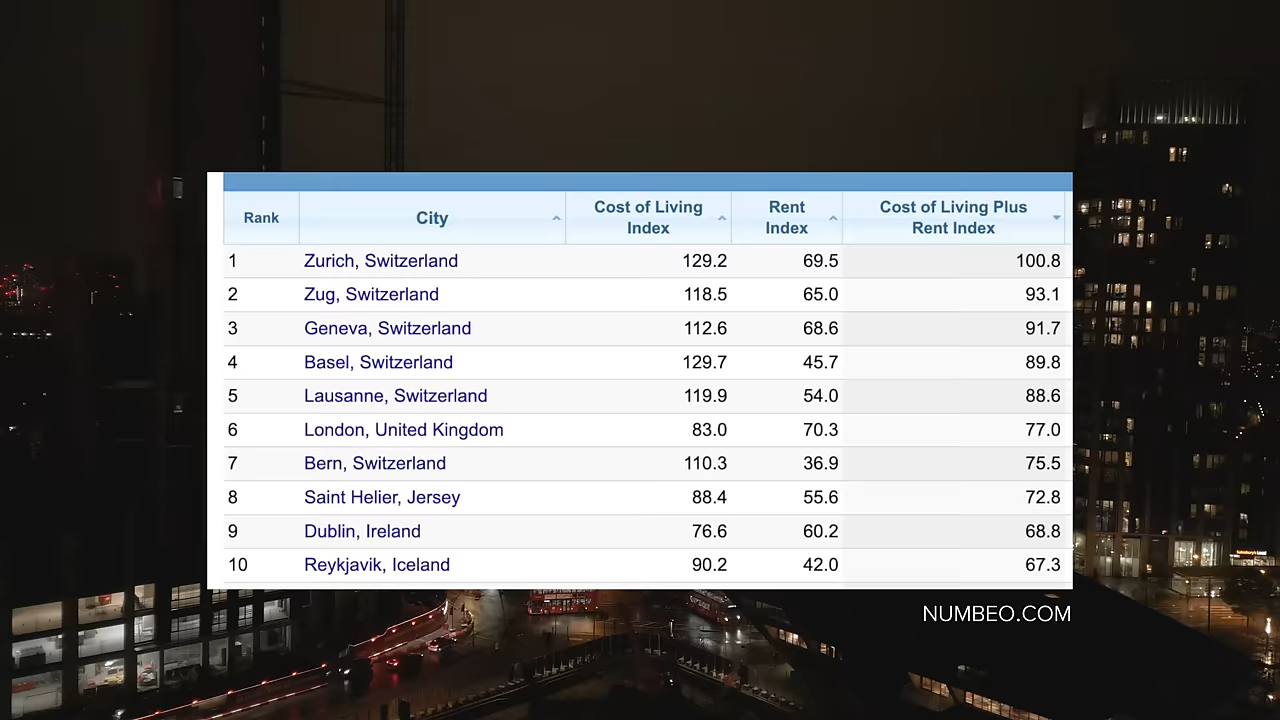 Rank City Cost of Living Index Rent Index Cost of Living Plus Rent Index
1 Zurich, Switzerland 129.2 69.5 100.8
2 Zug, Switzerland 118.5 65.0 93.1
3 Geneva, Switzerland 112.6 68.6 91.7
4 Basel, Switzerland 129.7 45.7 89.8
5 Lausanne, Switzerland 119.9 54.0 88.6
6 London, United Kingdom 83.0 70.3 77.0
7 Bern, Switzerland 110.3 36.9 75.5
8 Saint Helier, Jersey 88.4 55.6 72.8
9 Dublin, Ireland 76.6 60.2 68.8
10 Reykjavik, Iceland 90.2 42.0 67.3
NUMBEO.COM